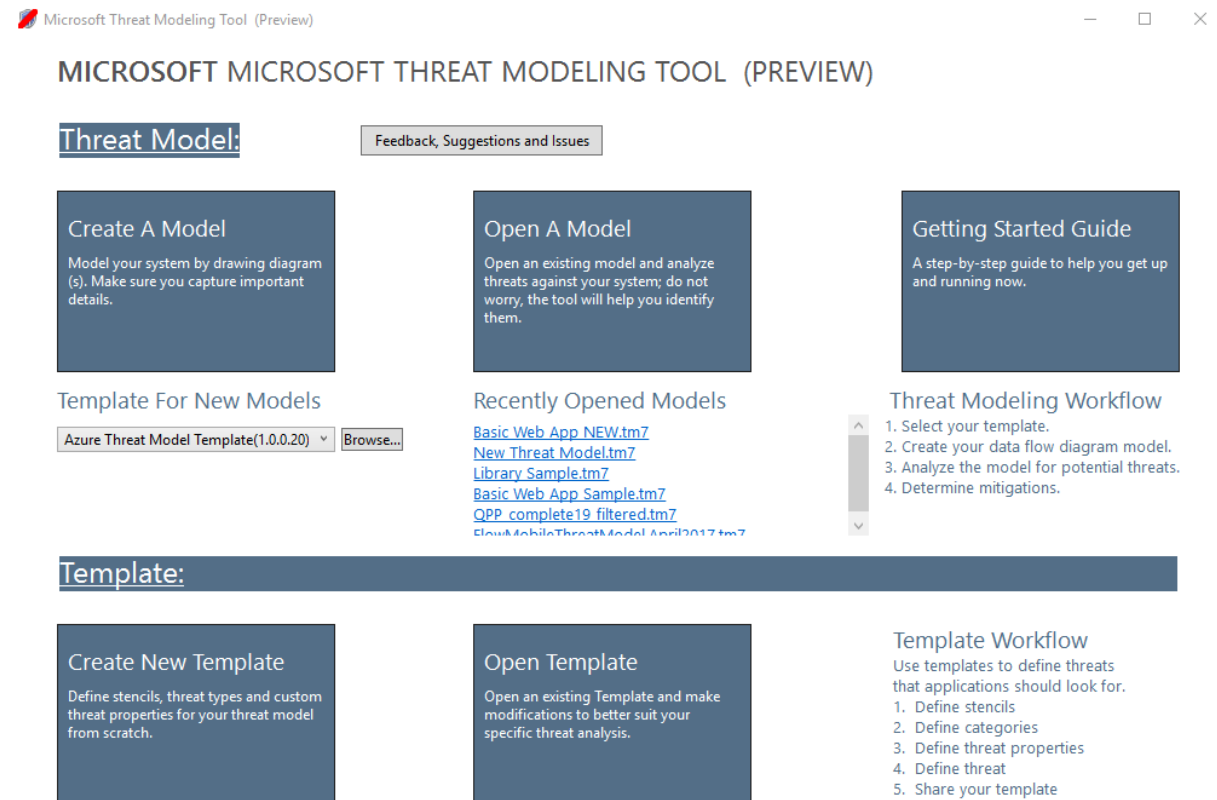 Microsoft Threat Modeling Tool (Preview)
MICROSOFT MICROSOFT THREAT MODELING TOOL (PREVIEW)
Threat Model:
Feedback, Suggestions and Issues
Create A Model
Model your system by drawing diagram
(s). Make sure you capture important
details.
Open A Model
Open an existing model and analyze
threats against your system; do not
worry, the tool will help you identify
them.
Getting Started Guide
A step-by-step guide to help you get up
and running now.
Template For New Models
Azure Threat Model Template(1.0.0.20)
Browse...
Recently Opened Models
Basic Web App NEW.tm7
New Threat Model.tm7
Library Sample.tm7
Basic Web App Sample.tm7
QPP_complete19 filtered.tm7
FlowMobileThreatModel April2017.tm7
Threat Modeling Workflow
1. Select your template.
2. Create your data flow diagram model.
3. Analyze the model for potential threats.
4. Determine mitigations.
Template:
Create New Template
Define stencils, threat types and custom
threat properties for your threat model
from scratch.
Open Template
Open an existing Template and make
modifications to better suit your
specific threat analysis.
Template Workflow
Use templates to define threats
that applications should look for.
1. Define stencils
2. Define categories
3. Define threat properties
4. Define threat
5. Share your template